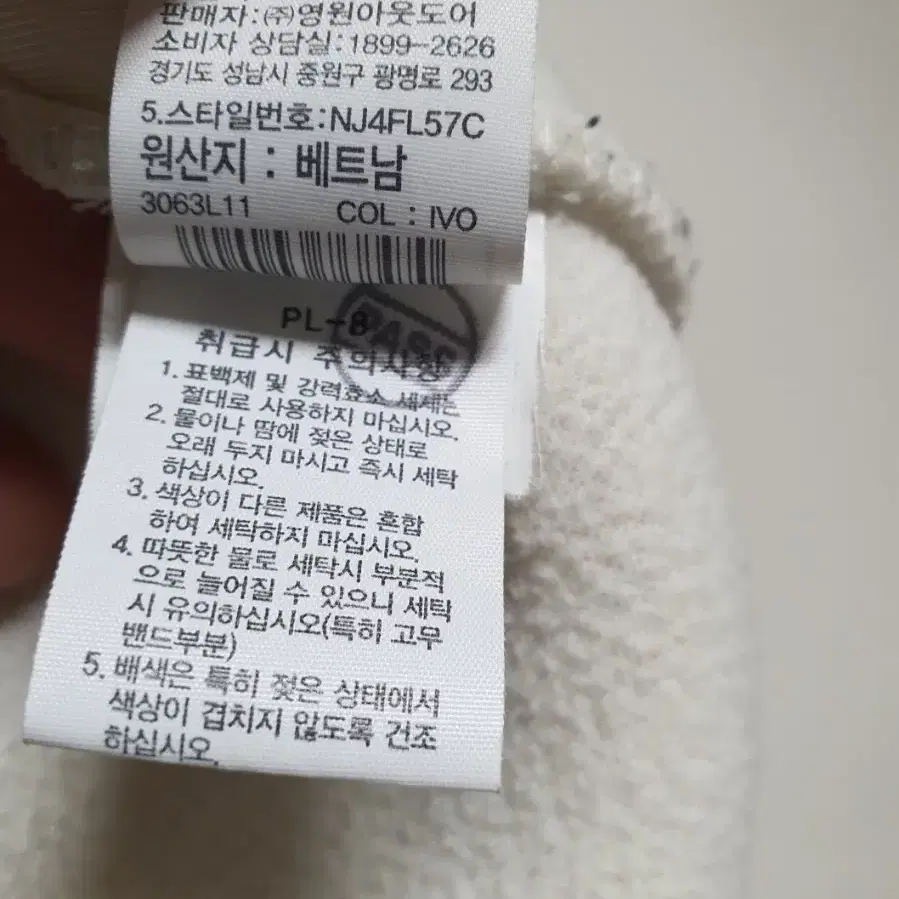 판매자:㈜영원아웃도어
소비자 상담실:1899-2626
경기도 성남시 중원구 광명로 293
5.스타일번호:NJ4FL57C
원산지 : 베트남
3063L11 COL : IVO
PL-8
PASS
취급시 주의사항
1. 표백제 및 강력효소 세제는
절대로 사용하지 마십시오.
2. 물이나 땀에 젖은 상태로
오래 두지 마시고 즉시 세탁
하십시오.
3. 색상이 다른 제품은 혼합
하여 세탁하지 마십시오.
4. 따뜻한 물로 세탁시 부분적
으로 늘어질 수 있으니 세탁
시 유의하십시오(특히 고무
밴드부분)
5. 배색은 특히 젖은 상태에서
색상이 겹치지 않도록 건조
하십시오.